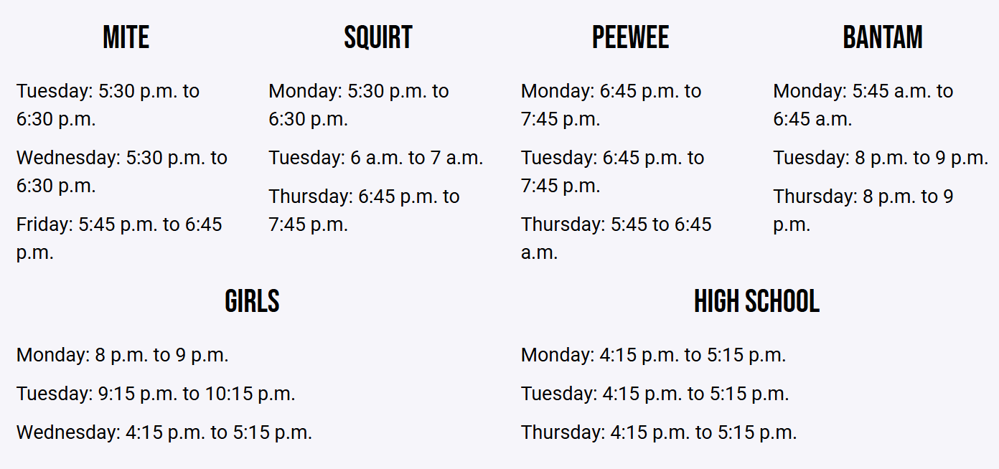 MITE
Tuesday: 5:30 p.m. to
6:30 p.m.
Wednesday: 5:30 p.m. to
6:30 p.m.
Friday: 5:45 p.m. to 6:45
p.m.
SQUIRT
Monday: 5:30 p.m. to
6:30 p.m.
Tuesday: 6 a.m. to 7 a.m.
Thursday: 6:45 p.m. to
7:45 p.m.
PEEWEE
Monday: 6:45 p.m. to
7:45 p.m.
Tuesday: 6:45 p.m. to
7:45 p.m.
Thursday: 5:45 to 6:45
a.m.
BANTAM
Monday: 5:45 a.m. to
6:45 a.m.
Tuesday: 8 p.m. to 9 p.m.
Thursday: 8 p.m. to 9
p.m.
GIRLS
Monday: 8 p.m. to 9 p.m.
Tuesday: 9:15 p.m. to 10:15 p.m.
Wednesday: 4:15 p.m. to 5:15 p.m.
HIGH SCHOOL
Monday: 4:15 p.m. to 5:15 p.m.
Tuesday: 4:15 p.m. to 5:15 p.m.
Thursday: 4:15 p.m. to 5:15 p.m.